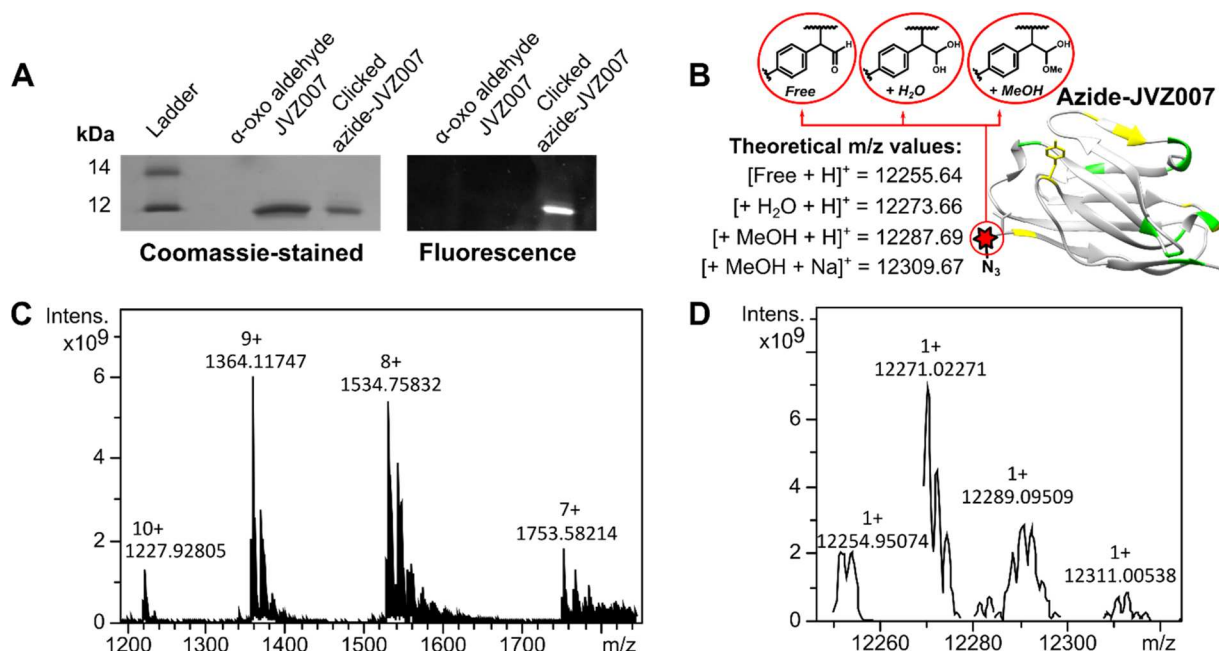 A
kDa
Ladder
α-oxo aldehyde
JVZ007
Clicked
azide-JVZ007
α-oxo aldehyde
JVZ007
Clicked
azide-JVZ007
14
12
Coomassie-stained
Fluorescence
B
H
O
Free
OH
OH
+ H2O
OH
OMe
+ MeOH
Azide-JVZ007
Theoretical m/z values:
[Free + H]+ = 12255.64
[+ H2O + H]+ = 12273.66
[+ MeOH + H]+ = 12287.69
[+ MeOH + Na]+ = 12309.67
N3
C
Intens.
x109
6
4
2
0
10+
1227.92805
9+
1364.11747
8+
1534.75832
7+
1753.58214
1200
1300
1400
1500
1600
1700
m/z
D
Intens.
x109
8
6
4
2
0
1+
12254.95074
1+
12271.02271
1+
12289.09509
1+
12311.00538
12260
12280
12300
m/z